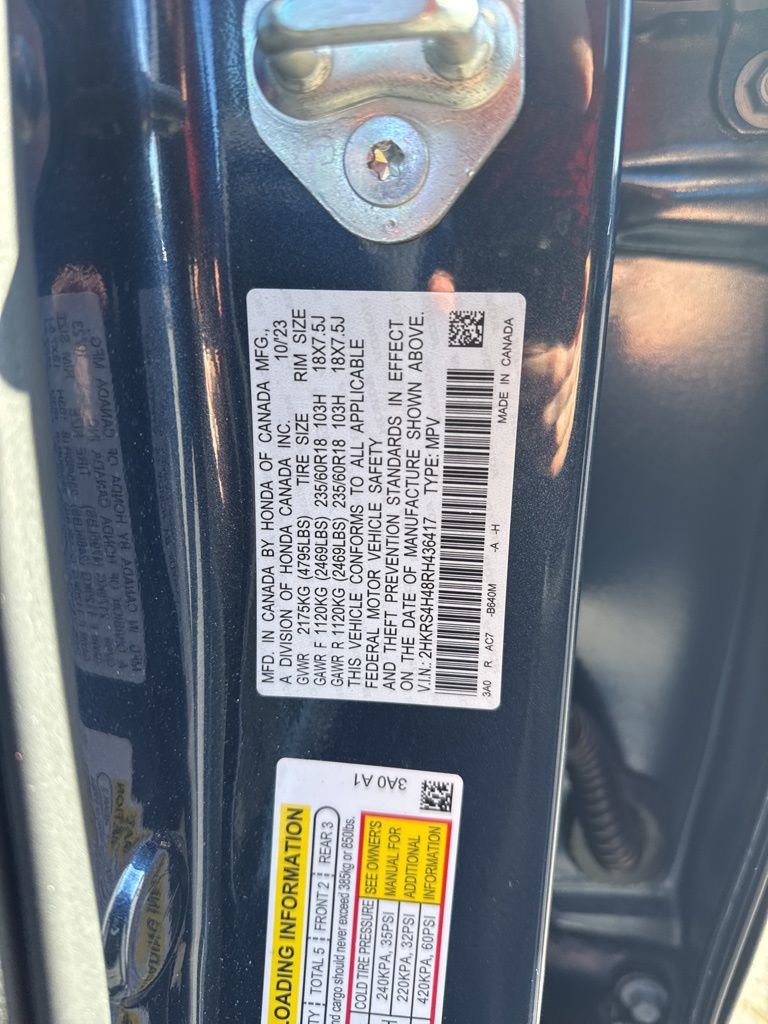 MFD. IN CANADA BY HONDA OF CANADA MFG.,
A DIVISION OF HONDA CANADA INC. 10/'23
GVWR 2175KG (4795LBS) TIRE SIZE RIM SIZE
GAWR F 1120KG (2469LBS) 235/60R18 103H 18X7.5J
GAWR R 1120KG (2469LBS) 235/60R18 103H 18X7.5J
THIS VEHICLE CONFORMS TO ALL APPLICABLE
FEDERAL MOTOR VEHICLE SAFETY
AND THEFT PREVENTION STANDARDS IN EFFECT
ON THE DATE OF MANUFACTURE SHOWN ABOVE.
V.I.N.: 2HKRS4H48RH436417 TYPE: MPV
3A0 R AC7 -B640M -A -H
MADE IN CANADA
3A0 A1
LOADING INFORMATION
TOTAL 5 FRONT 2 REAR 3
cargo should never exceed 385kg or 850lbs.
COLD TIRE PRESSURE SEE OWNER'S
240KPA, 35PSI MANUAL FOR
220KPA, 32PSI ADDITIONAL
420KPA, 60PSI INFORMATION